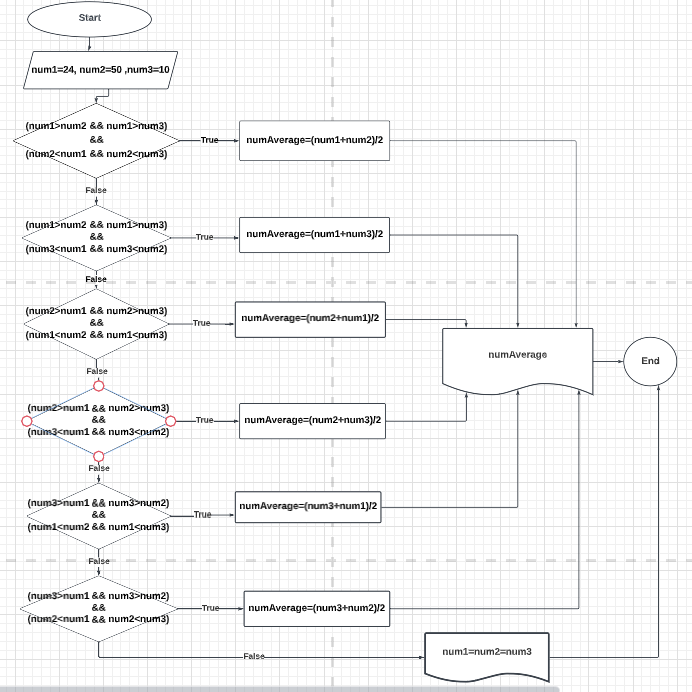 Start
num1=24, num2=50 ,num3=10
(num1>num2 && num1>num3)
&&
(num2<num1 && num2<num3)
True
numAverage=(num1+num2)/2
False
(num1>num2 && num1>num3)
&&
(num3<num1 && num3<num2)
True
numAverage=(num1+num3)/2
False
(num2>num1 && num2>num3)
&&
(num1<num2 && num1<num3)
True
numAverage=(num2+num1)/2
numAverage
End
False
(num2>num1 && num2>num3)
&&
(num3<num1 && num3<num2)
True
numAverage=(num2+num3)/2
False
(num3>num1 && num3>num2)
&&
(num1<num2 && num1<num3)
True
numAverage=(num3+num1)/2
False
(num3>num1 && num3>num2)
&&
(num2<num1 && num2<num3)
True
numAverage=(num3+num2)/2
False
num1=num2=num3